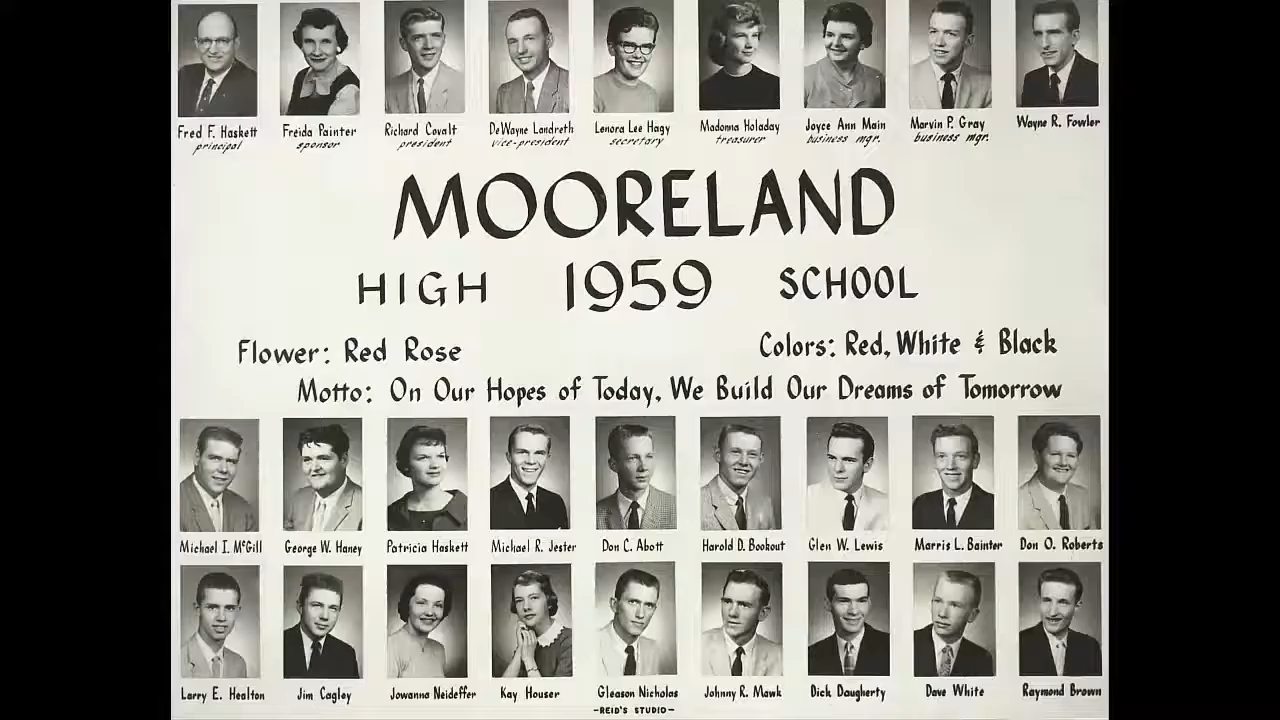 Fred F. Haskett Freida Painter Richard Covalt DeWayne Landreth Lenora Lee Hagy Madonna Holaday Joyce Ann Main Marvin P. Gray Wayne R. Fowler
principal sponsor president vice-president secretary treasurer business mgr. business mgr.
MOORELAND
HIGH 1959 SCHOOL
Flower: Red Rose Colors: Red, White & Black
Motto: On Our Hopes of Today, We Build Our Dreams of Tomorrow
Michael I. McGill George W. Haney Patricia Haskett Michael R. Jester Don C. Abott Harold D. Bookout Glen W. Lewis Marris L. Bainter Don O. Roberts
Larry E. Healton Jim Cagley Jowanna Neideffer Kay Houser Gleason Nicholas Johnny R. Mawk Dick Daugherty Dave White Raymond Brown
-REID'S STUDIO-